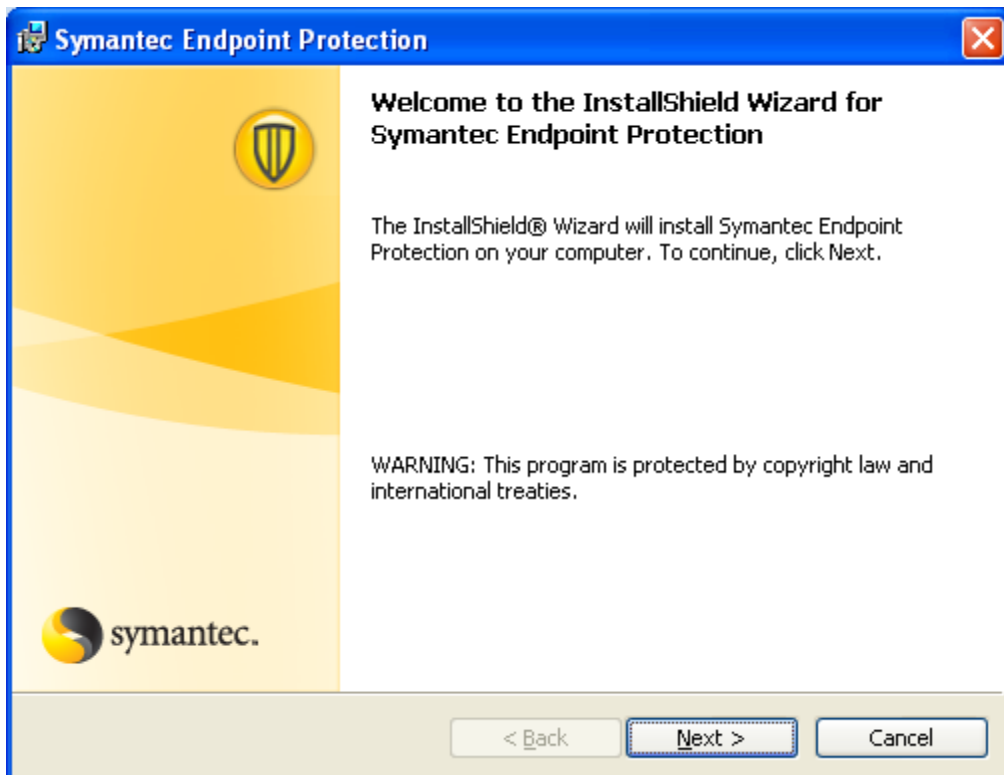 Symantec Endpoint Protection
Welcome to the InstallShield Wizard for
Symantec Endpoint Protection
The InstallShield® Wizard will install Symantec Endpoint
Protection on your computer. To continue, click Next.
WARNING: This program is protected by copyright law and
international treaties.
symantec.
< Back
Next >
Cancel